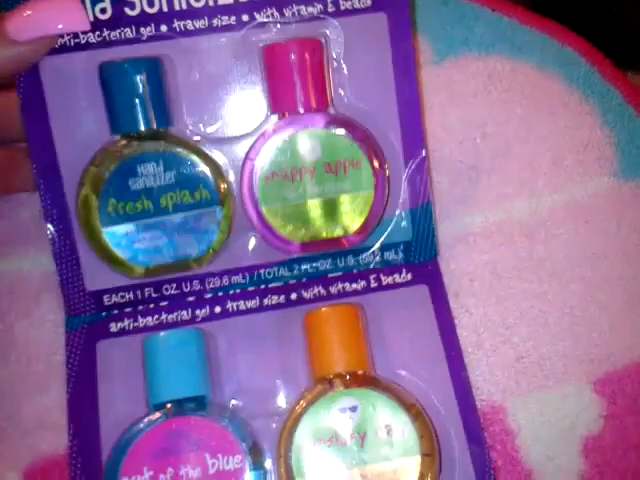 anti-bacterial gel • travel size • with vitamin E beads
Hand
Sanitizer
fresh splash
snappy apple
EACH 1 FL. OZ. U.S. (29.6 mL) / TOTAL 2 FL. OZ. U.S. (59.2 mL)
anti-bacterial gel • travel size • with vitamin E beads
out of the blue